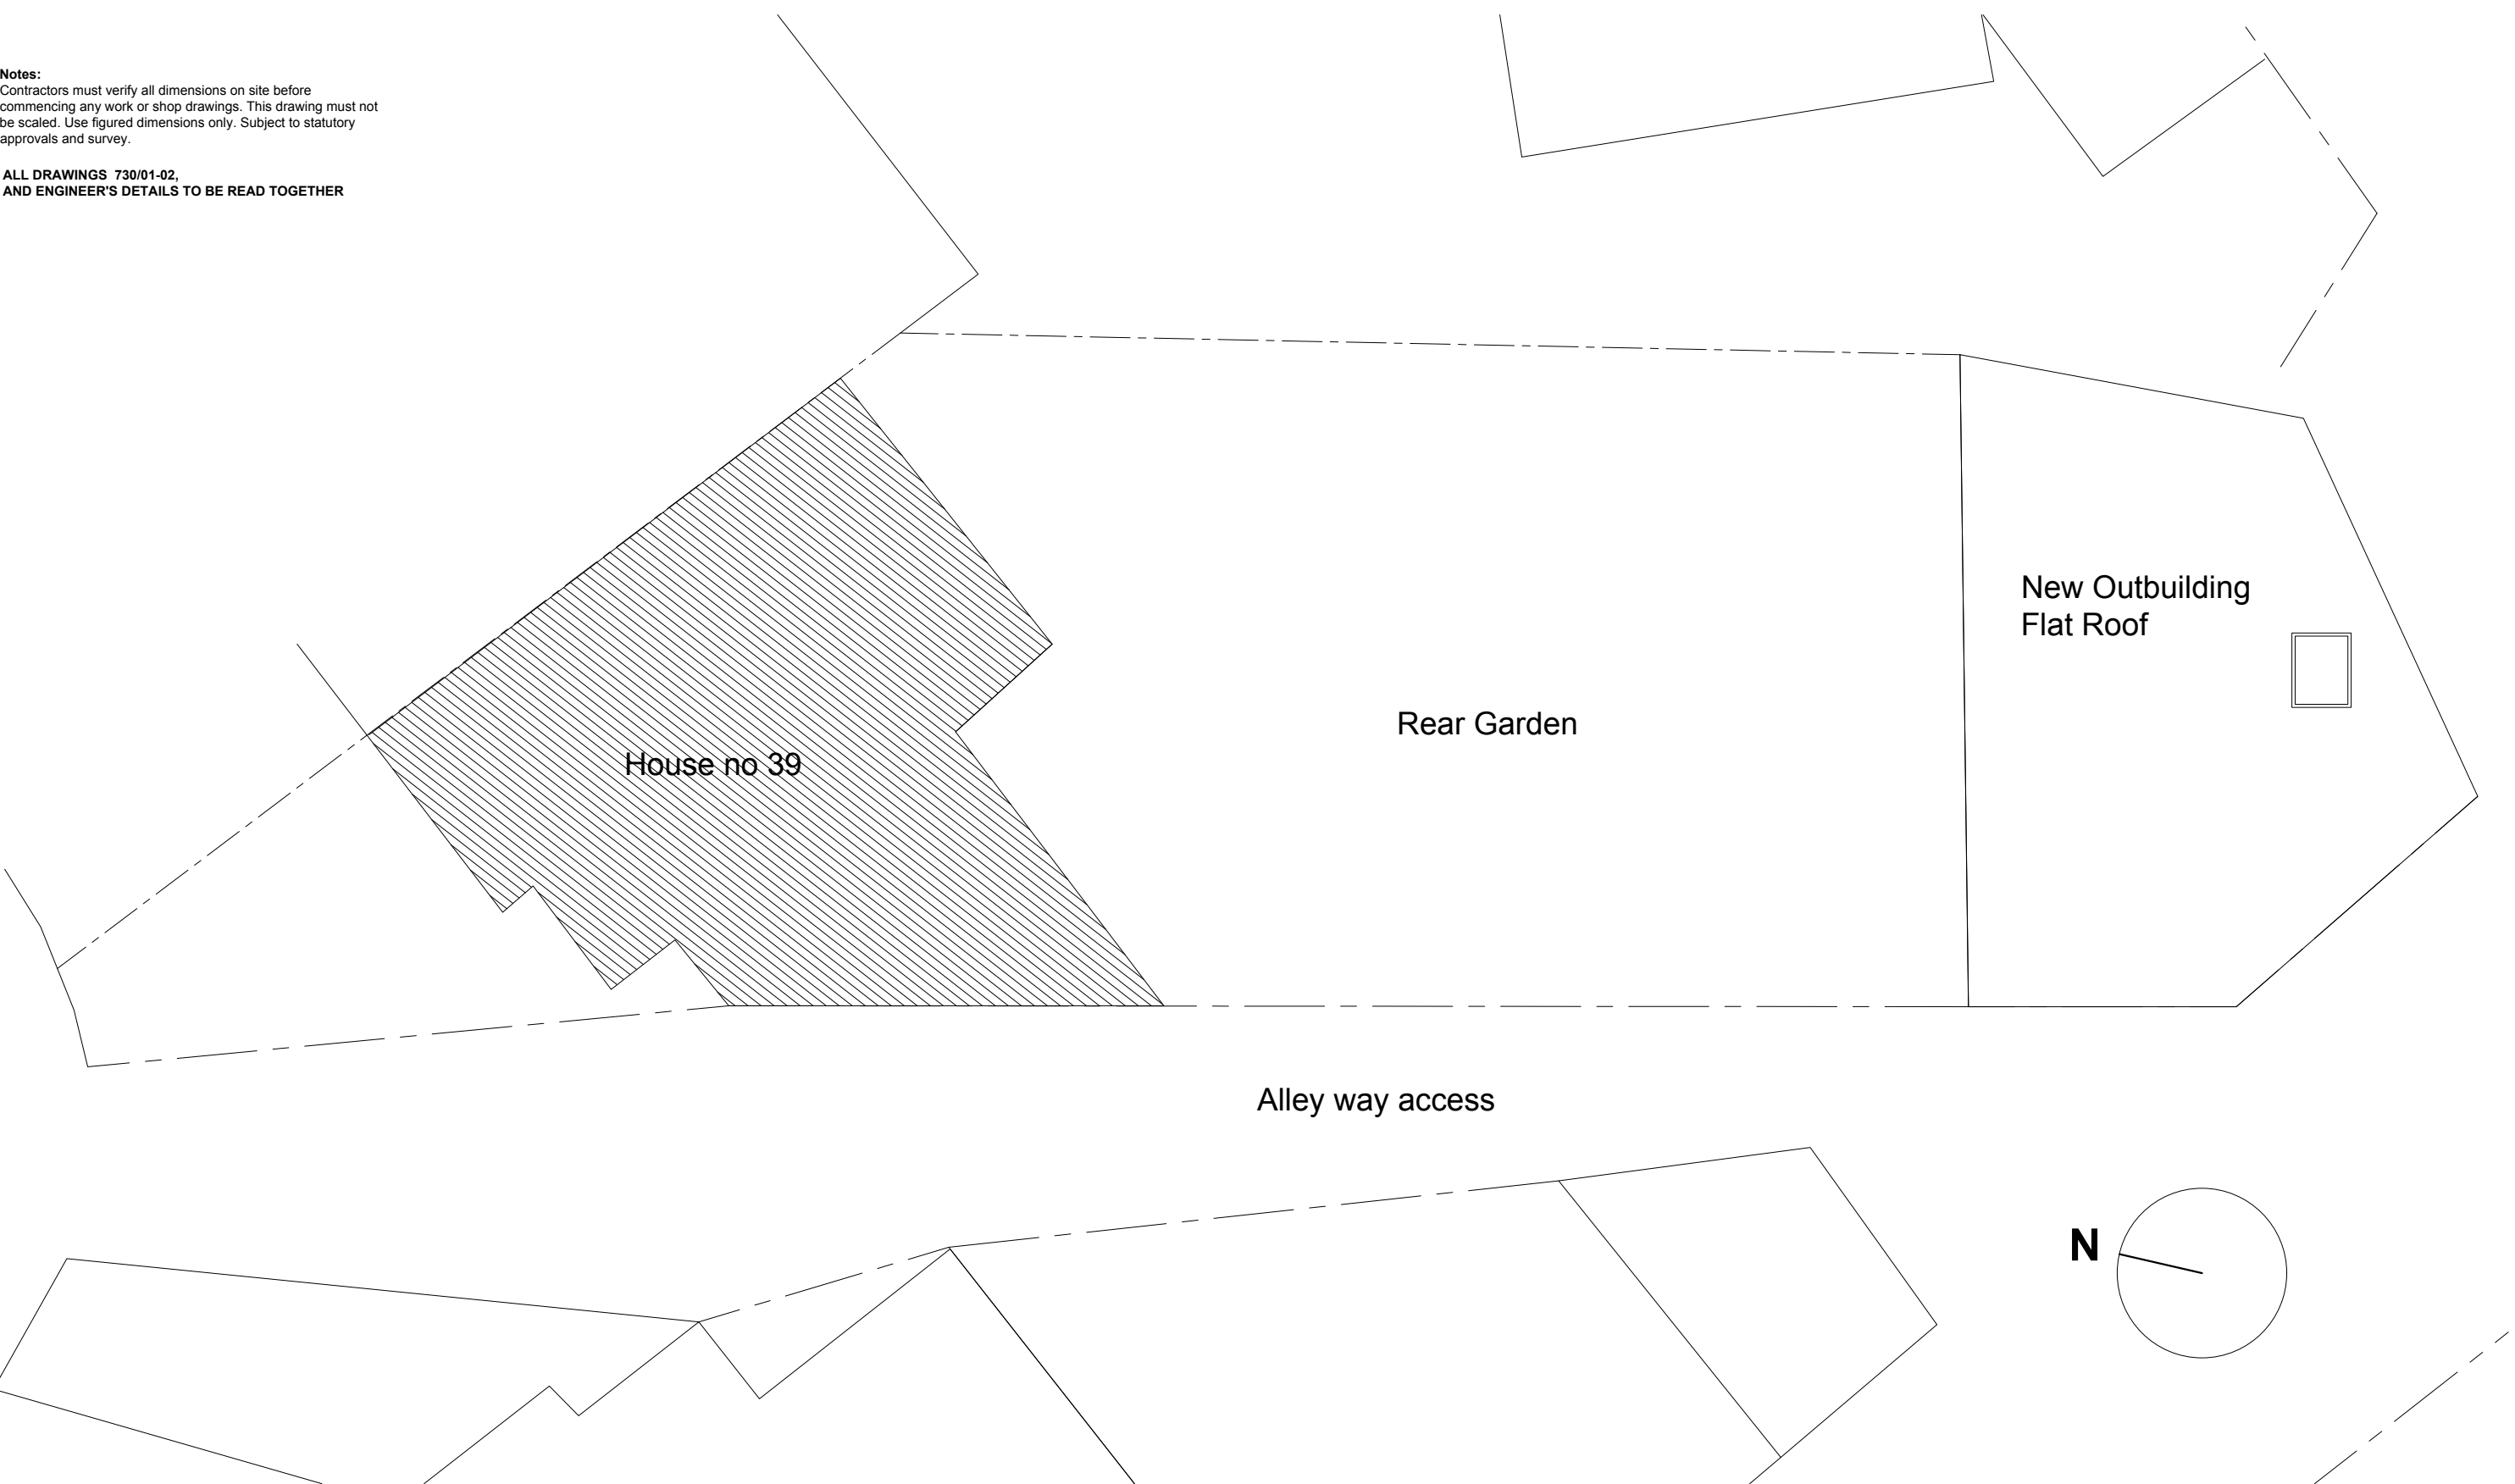 Notes:
Contractors must verify all dimensions on site before
commencing any work or shop drawings. This drawing must not
be scaled. Use figured dimensions only. Subject to statutory
approvals and survey.
ALL DRAWINGS 730/01-02,
AND ENGINEER'S DETAILS TO BE READ TOGETHER
New Outbuilding
Flat Roof
Rear Garden
House no 39
Alley way access
N